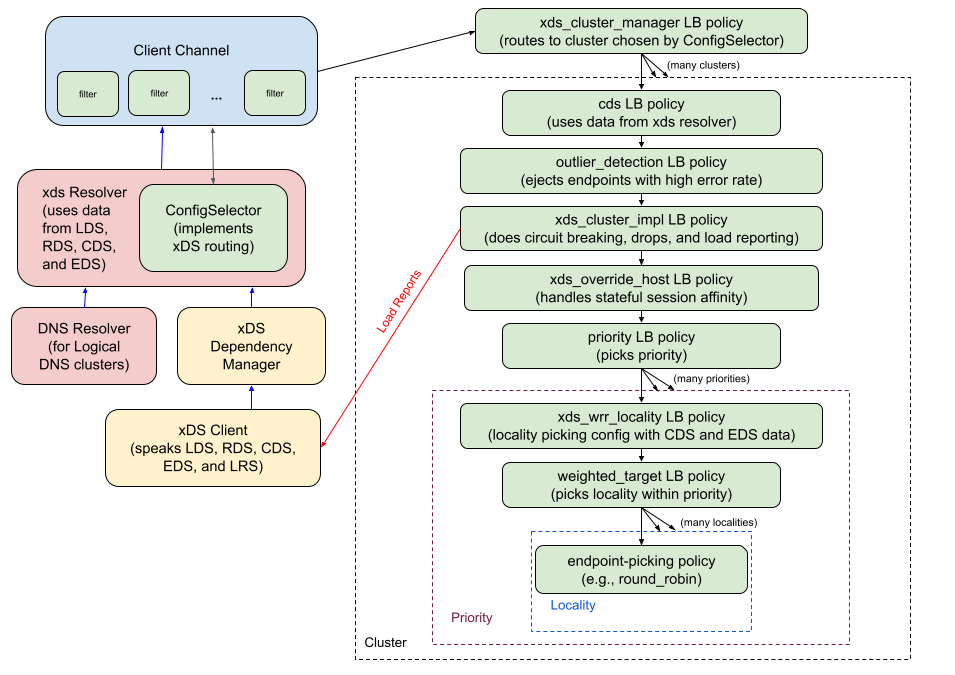 Client Channel
filter
filter
...
filter
xds Resolver
(uses data
from LDS,
RDS, CDS,
and EDS)
ConfigSelector
(implements
xDS routing)
DNS Resolver
(for Logical
DNS clusters)
xDS
Dependency
Manager
xDS Client
(speaks LDS, RDS, CDS,
EDS, and LRS)
Load Reports
xds_cluster_manager LB policy
(routes to cluster chosen by ConfigSelector)
(many clusters)
cds LB policy
(uses data from xds resolver)
outlier_detection LB policy
(ejects endpoints with high error rate)
xds_cluster_impl LB policy
(does circuit breaking, drops, and load reporting)
xds_override_host LB policy
(handles stateful session affinity)
priority LB policy
(picks priority)
(many priorities)
xds_wrr_locality LB policy
(locality picking config with CDS and EDS data)
weighted_target LB policy
(picks locality within priority)
(many localities)
endpoint-picking policy
(e.g., round_robin)
Locality
Priority
Cluster